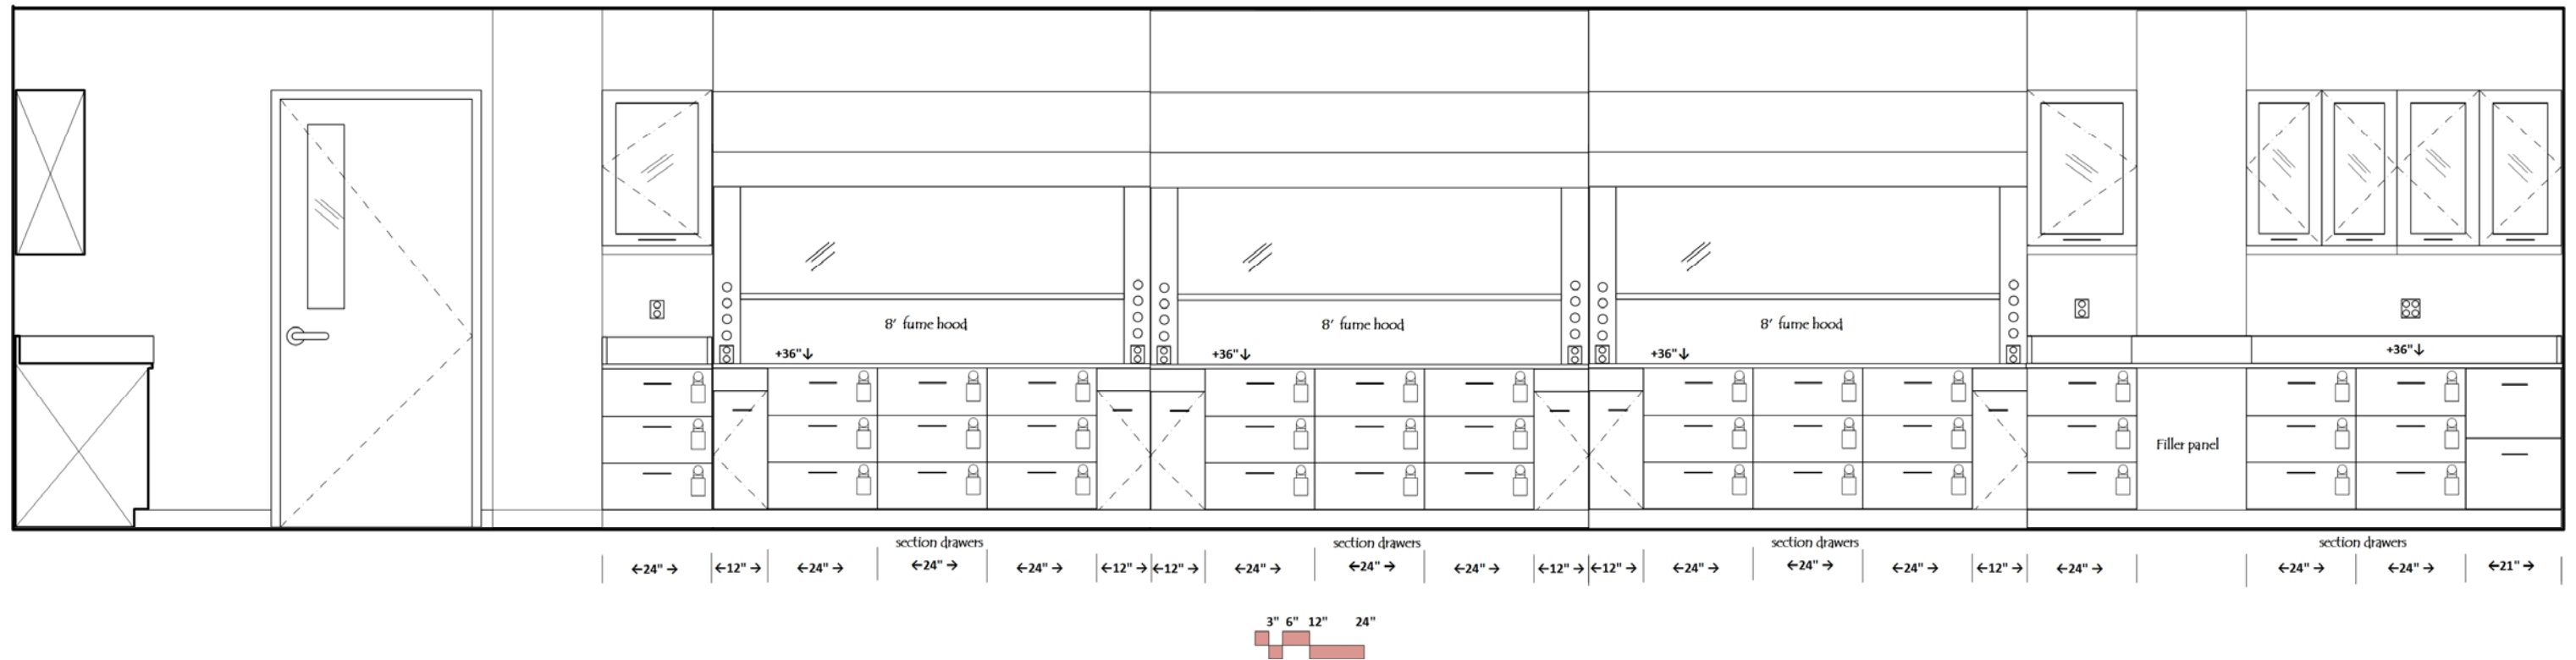 8' fume hood
8' fume hood
8' fume hood
+36"↓
+36"↓
+36"↓
+36"↓
Filler panel
section drawers
section drawers
section drawers
section drawers
←24" → ←12" → ←24" → ←24" → ←24" → ←12" → ←12" → ←24" → ←24" → ←24" → ←12" → ←12" → ←24" → ←24" → ←24" → ←12" → ←24" → ←24" → ←24" → ←21" →
3" 6" 12" 24"